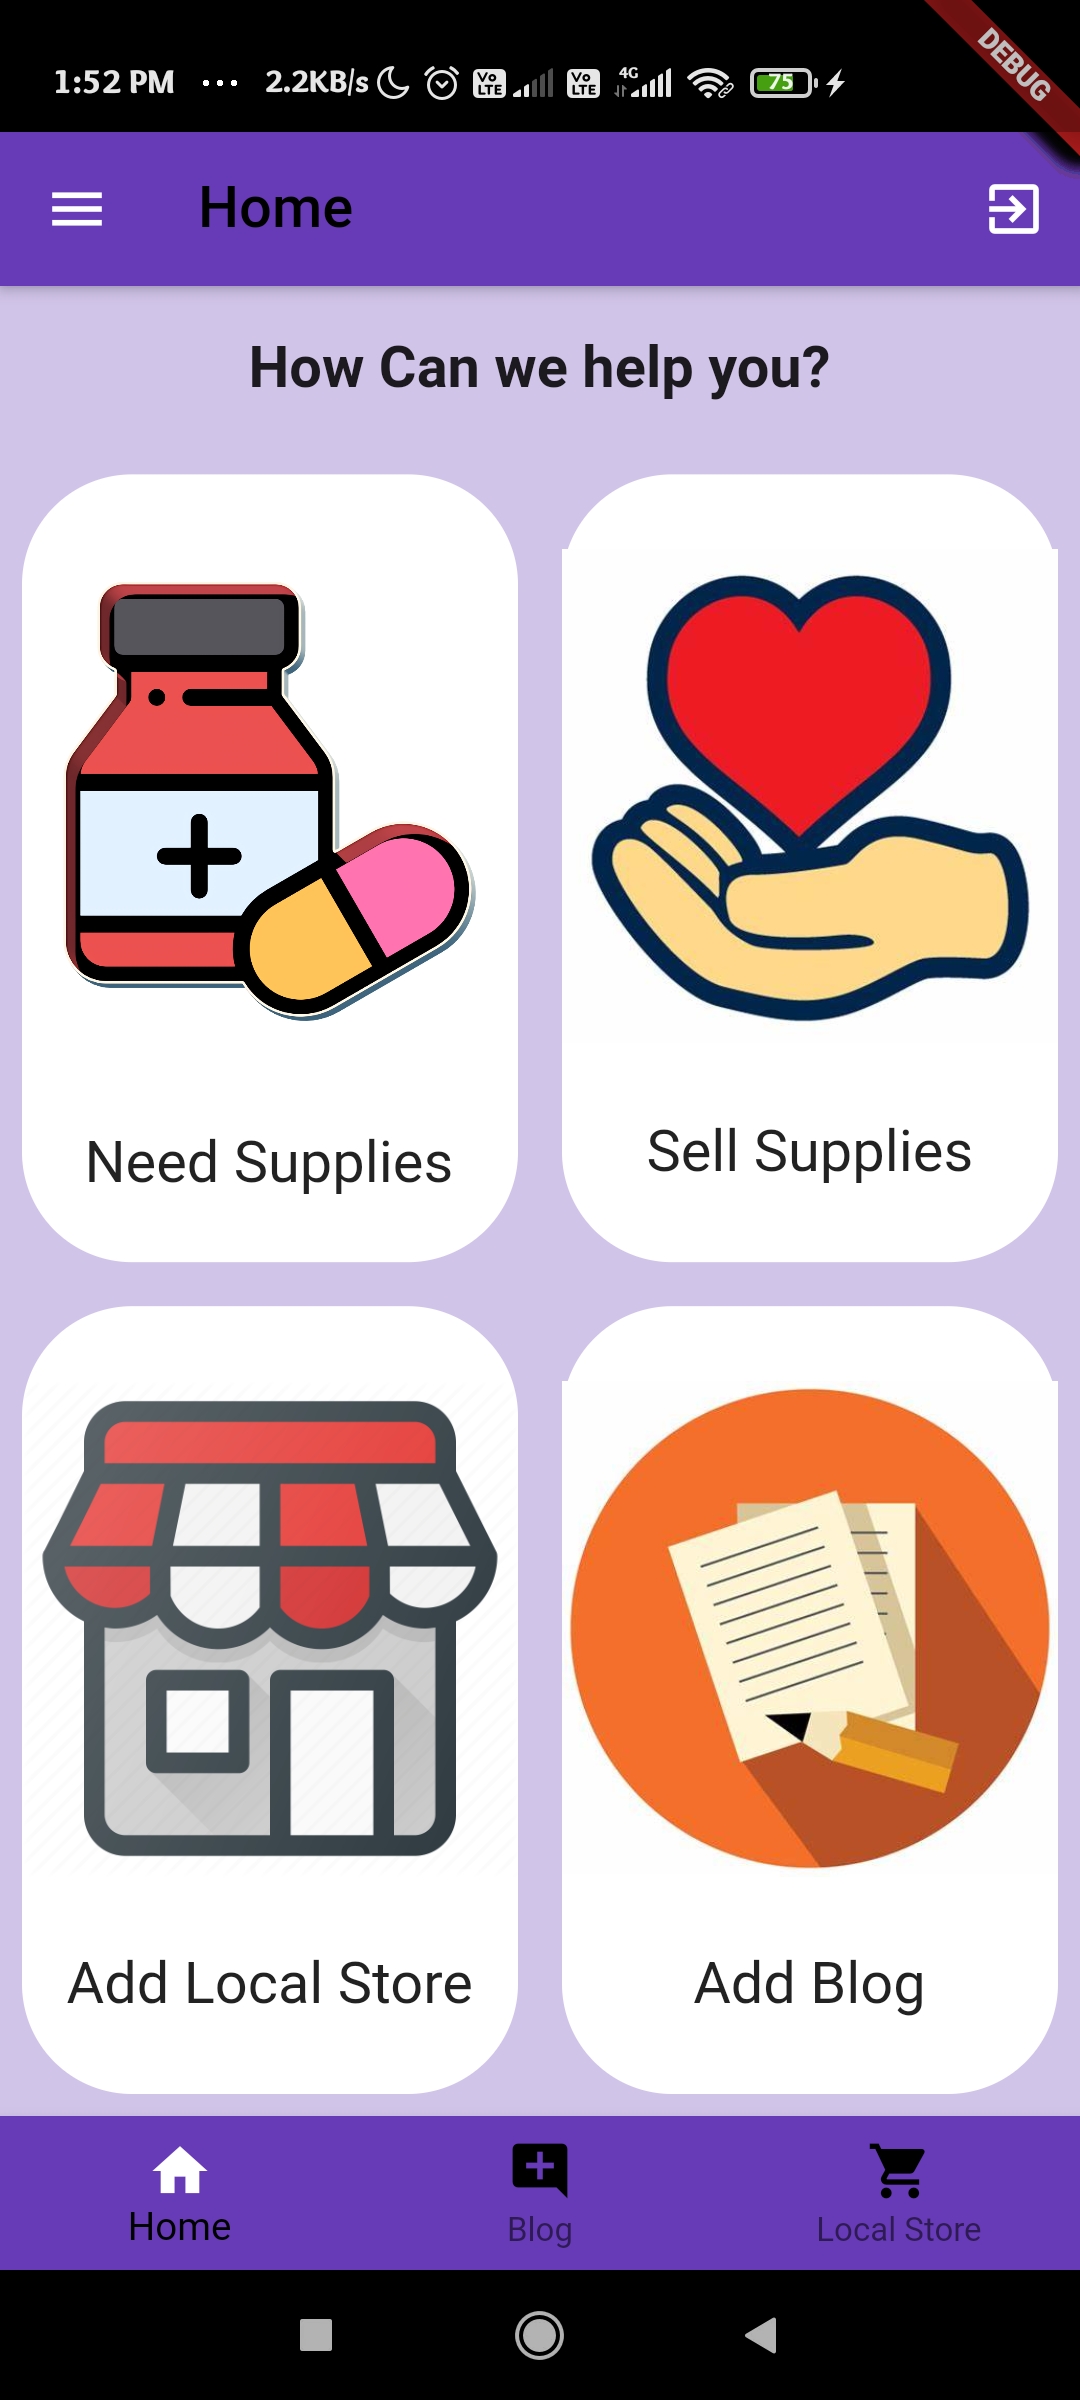 1:52 PM ... 2.2KB/s Vo LTE Vo LTE 4G 75
DEBUG
Home
How Can we help you?
Need Supplies
Sell Supplies
Add Local Store
Add Blog
Home
Blog
Local Store